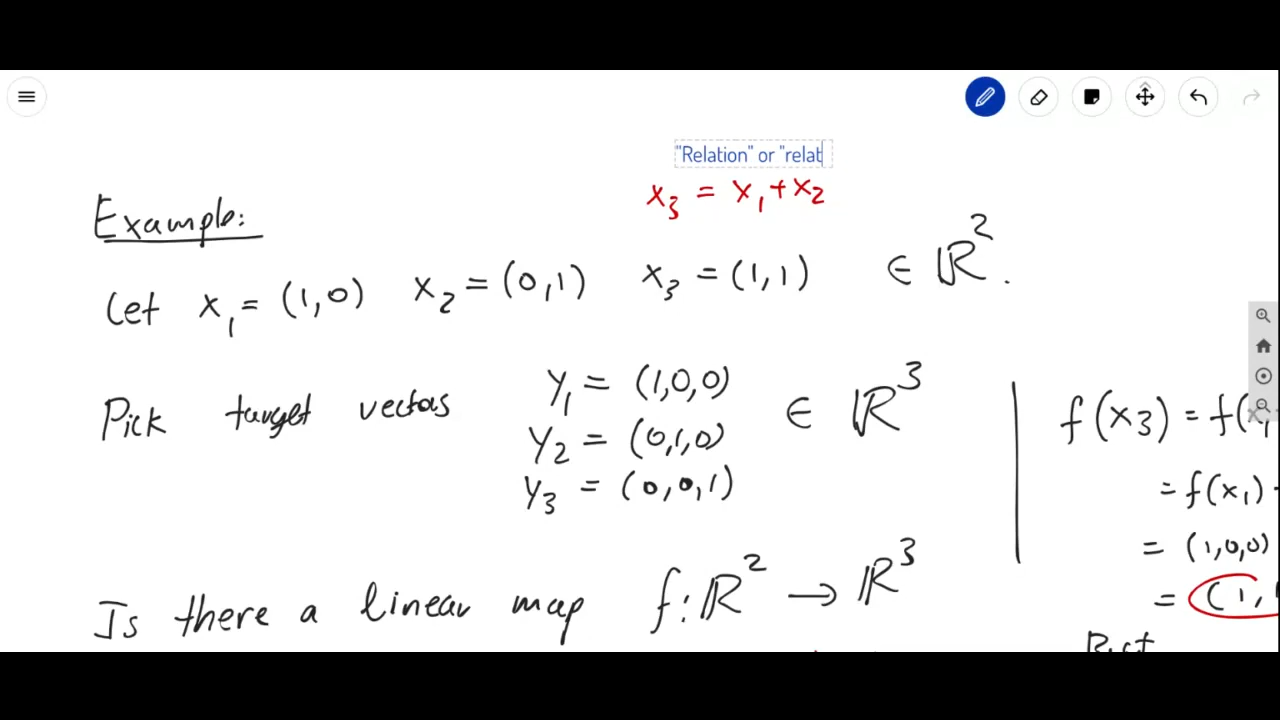 "Relation" or "relat
x₃ = x₁+x₂
Example:
Let x₁ = (1,0) x₂ = (0,1) x₃ = (1,1) ∈ ℝ².
Pick target vectors
y₁ = (1,0,0)
y₂ = (0,1,0) ∈ ℝ³
y₃ = (0,0,1)
Is there a linear map f: ℝ² → ℝ³
f(x₃) = f(x₁
= f(x₁)
= (1,0,0)
= (1,
But